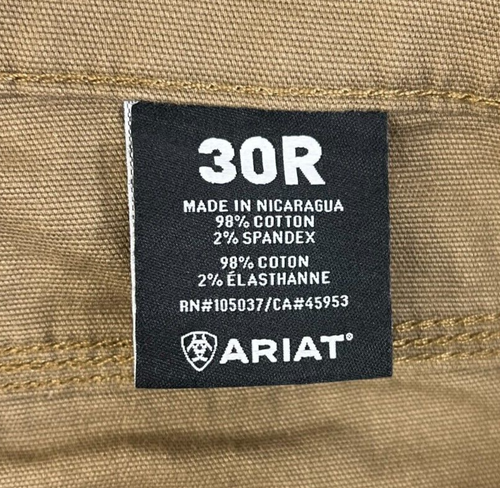 30R
MADE IN NICARAGUA
98% COTTON
2% SPANDEX
98% COTON
2% ÉLASTHANNE
RN#105037/CA#45953
ARIAT®